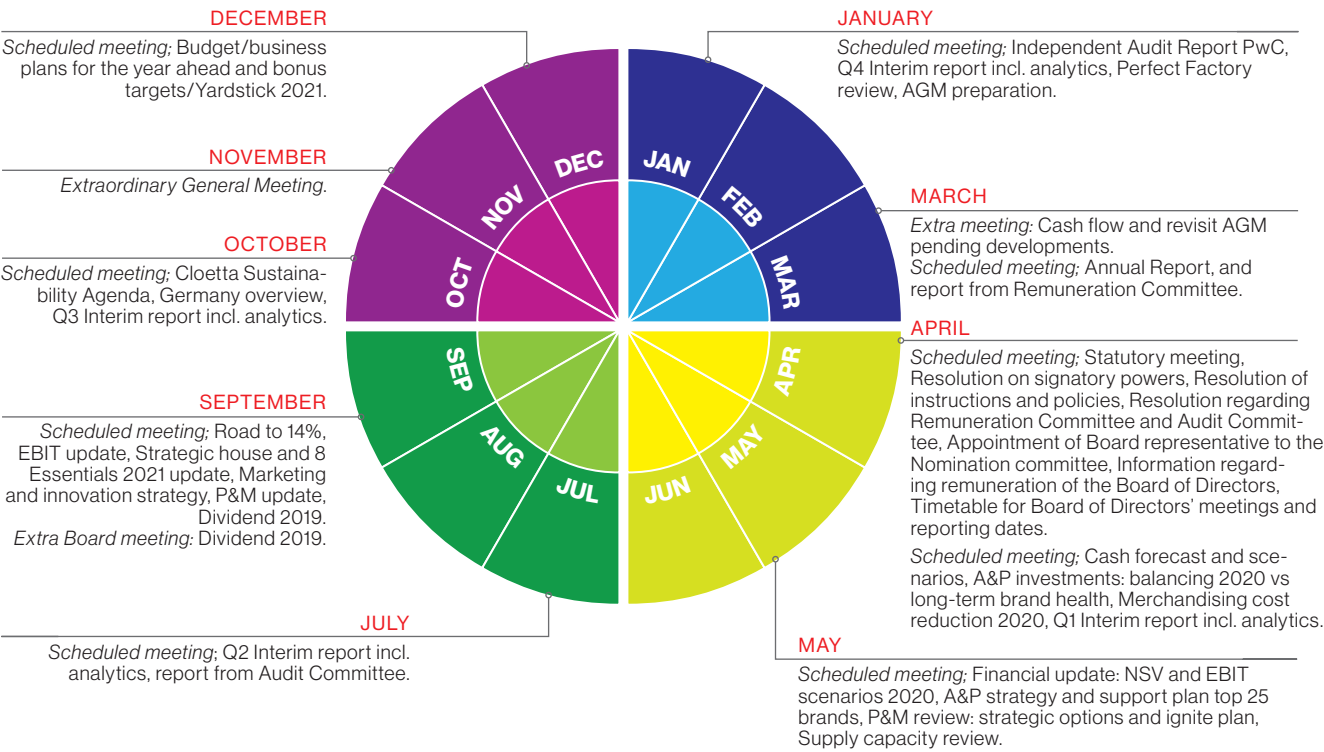 DECEMBER
Scheduled meeting; Budget/business
plans for the year ahead and bonus
targets/Yardstick 2021.
NOVEMBER
Extraordinary General Meeting.
OCTOBER
Scheduled meeting; Cloetta Sustaina-
bility Agenda, Germany overview,
Q3 Interim report incl. analytics.
SEPTEMBER
Scheduled meeting; Road to 14%,
EBIT update, Strategic house and 8
Essentials 2021 update, Marketing
and innovation strategy, P&M update,
Dividend 2019.
Extra Board meeting: Dividend 2019.
JULY
Scheduled meeting; Q2 Interim report incl.
analytics, report from Audit Committee.
JAN
FEB
MAR
APR
MAY
JUN
JUL
AUG
SEP
OCT
NOV
DEC
JANUARY
Scheduled meeting; Independent Audit Report PwC,
Q4 Interim report incl. analytics, Perfect Factory
review, AGM preparation.
MARCH
Extra meeting: Cash flow and revisit AGM
pending developments.
Scheduled meeting; Annual Report, and
report from Remuneration Committee.
APRIL
Scheduled meeting; Statutory meeting,
Resolution on signatory powers, Resolution of
instructions and policies, Resolution regarding
Remuneration Committee and Audit Commit-
tee, Appointment of Board representative to the
Nomination committee, Information regard-
ing remuneration of the Board of Directors,
Timetable for Board of Directors' meetings and
reporting dates.
Scheduled meeting; Cash forecast and sce-
narios, A&P investments: balancing 2020 vs
long-term brand health, Merchandising cost
reduction 2020, Q1 Interim report incl. analytics.
MAY
Scheduled meeting; Financial update: NSV and EBIT
scenarios 2020, A&P strategy and support plan top 25
brands, P&M review: strategic options and ignite plan,
Supply capacity review.